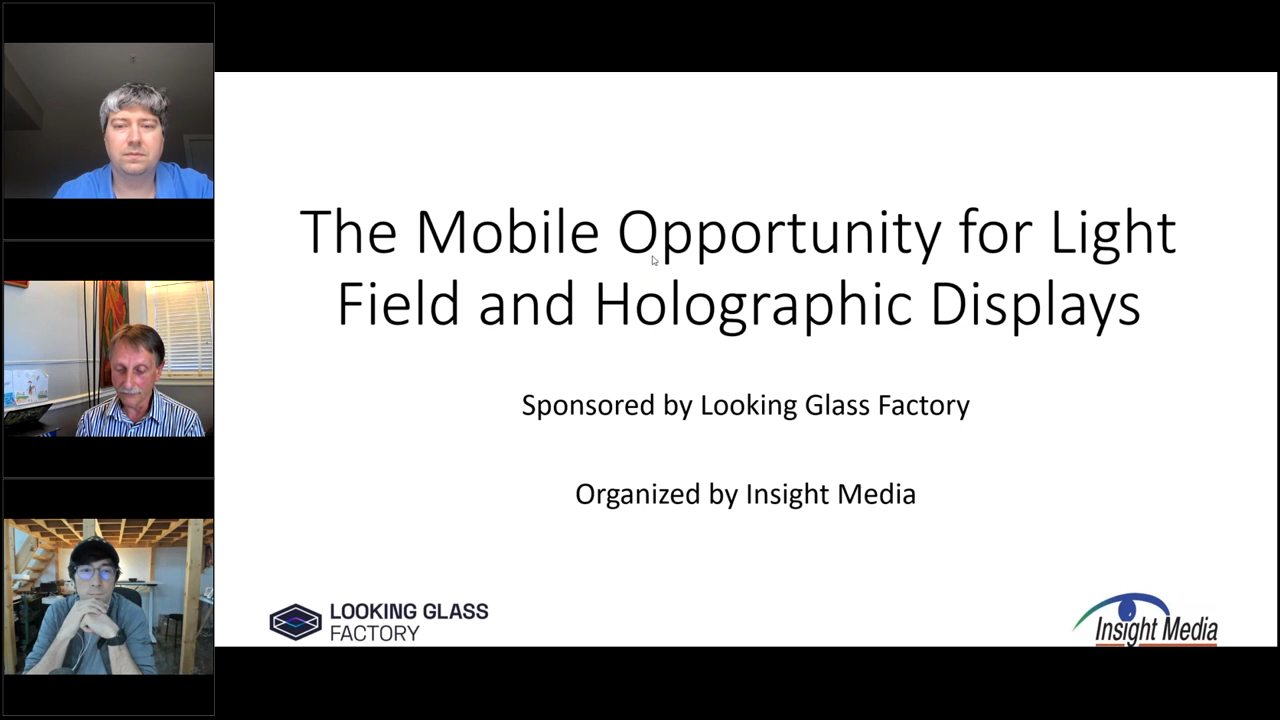 The Mobile Opportunity for Light
Field and Holographic Displays
Sponsored by Looking Glass Factory
Organized by Insight Media
LOOKING GLASS
FACTORY
Insight Media